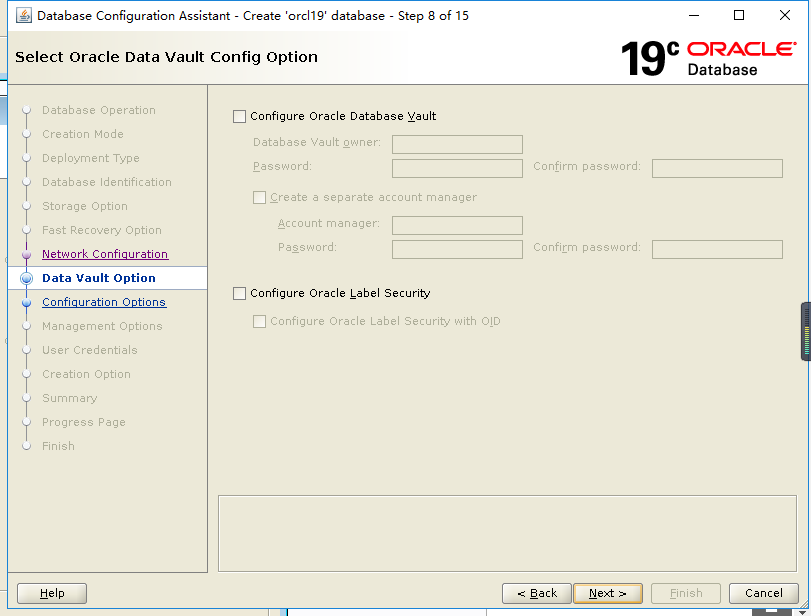 Database Configuration Assistant - Create 'orcl19' database - Step 8 of 15
Select Oracle Data Vault Config Option
19c ORACLE®
Database
Database Operation
Creation Mode
Deployment Type
Database Identification
Storage Option
Fast Recovery Option
Network Configuration
Data Vault Option
Configuration Options
Management Options
User Credentials
Creation Option
Summary
Progress Page
Finish
Configure Oracle Database Vault
Database Vault owner:
Password: Confirm password:
Create a separate account manager
Account manager:
Password: Confirm password:
Configure Oracle Label Security
Configure Oracle Label Security with OID
Help < Back Next > Finish Cancel